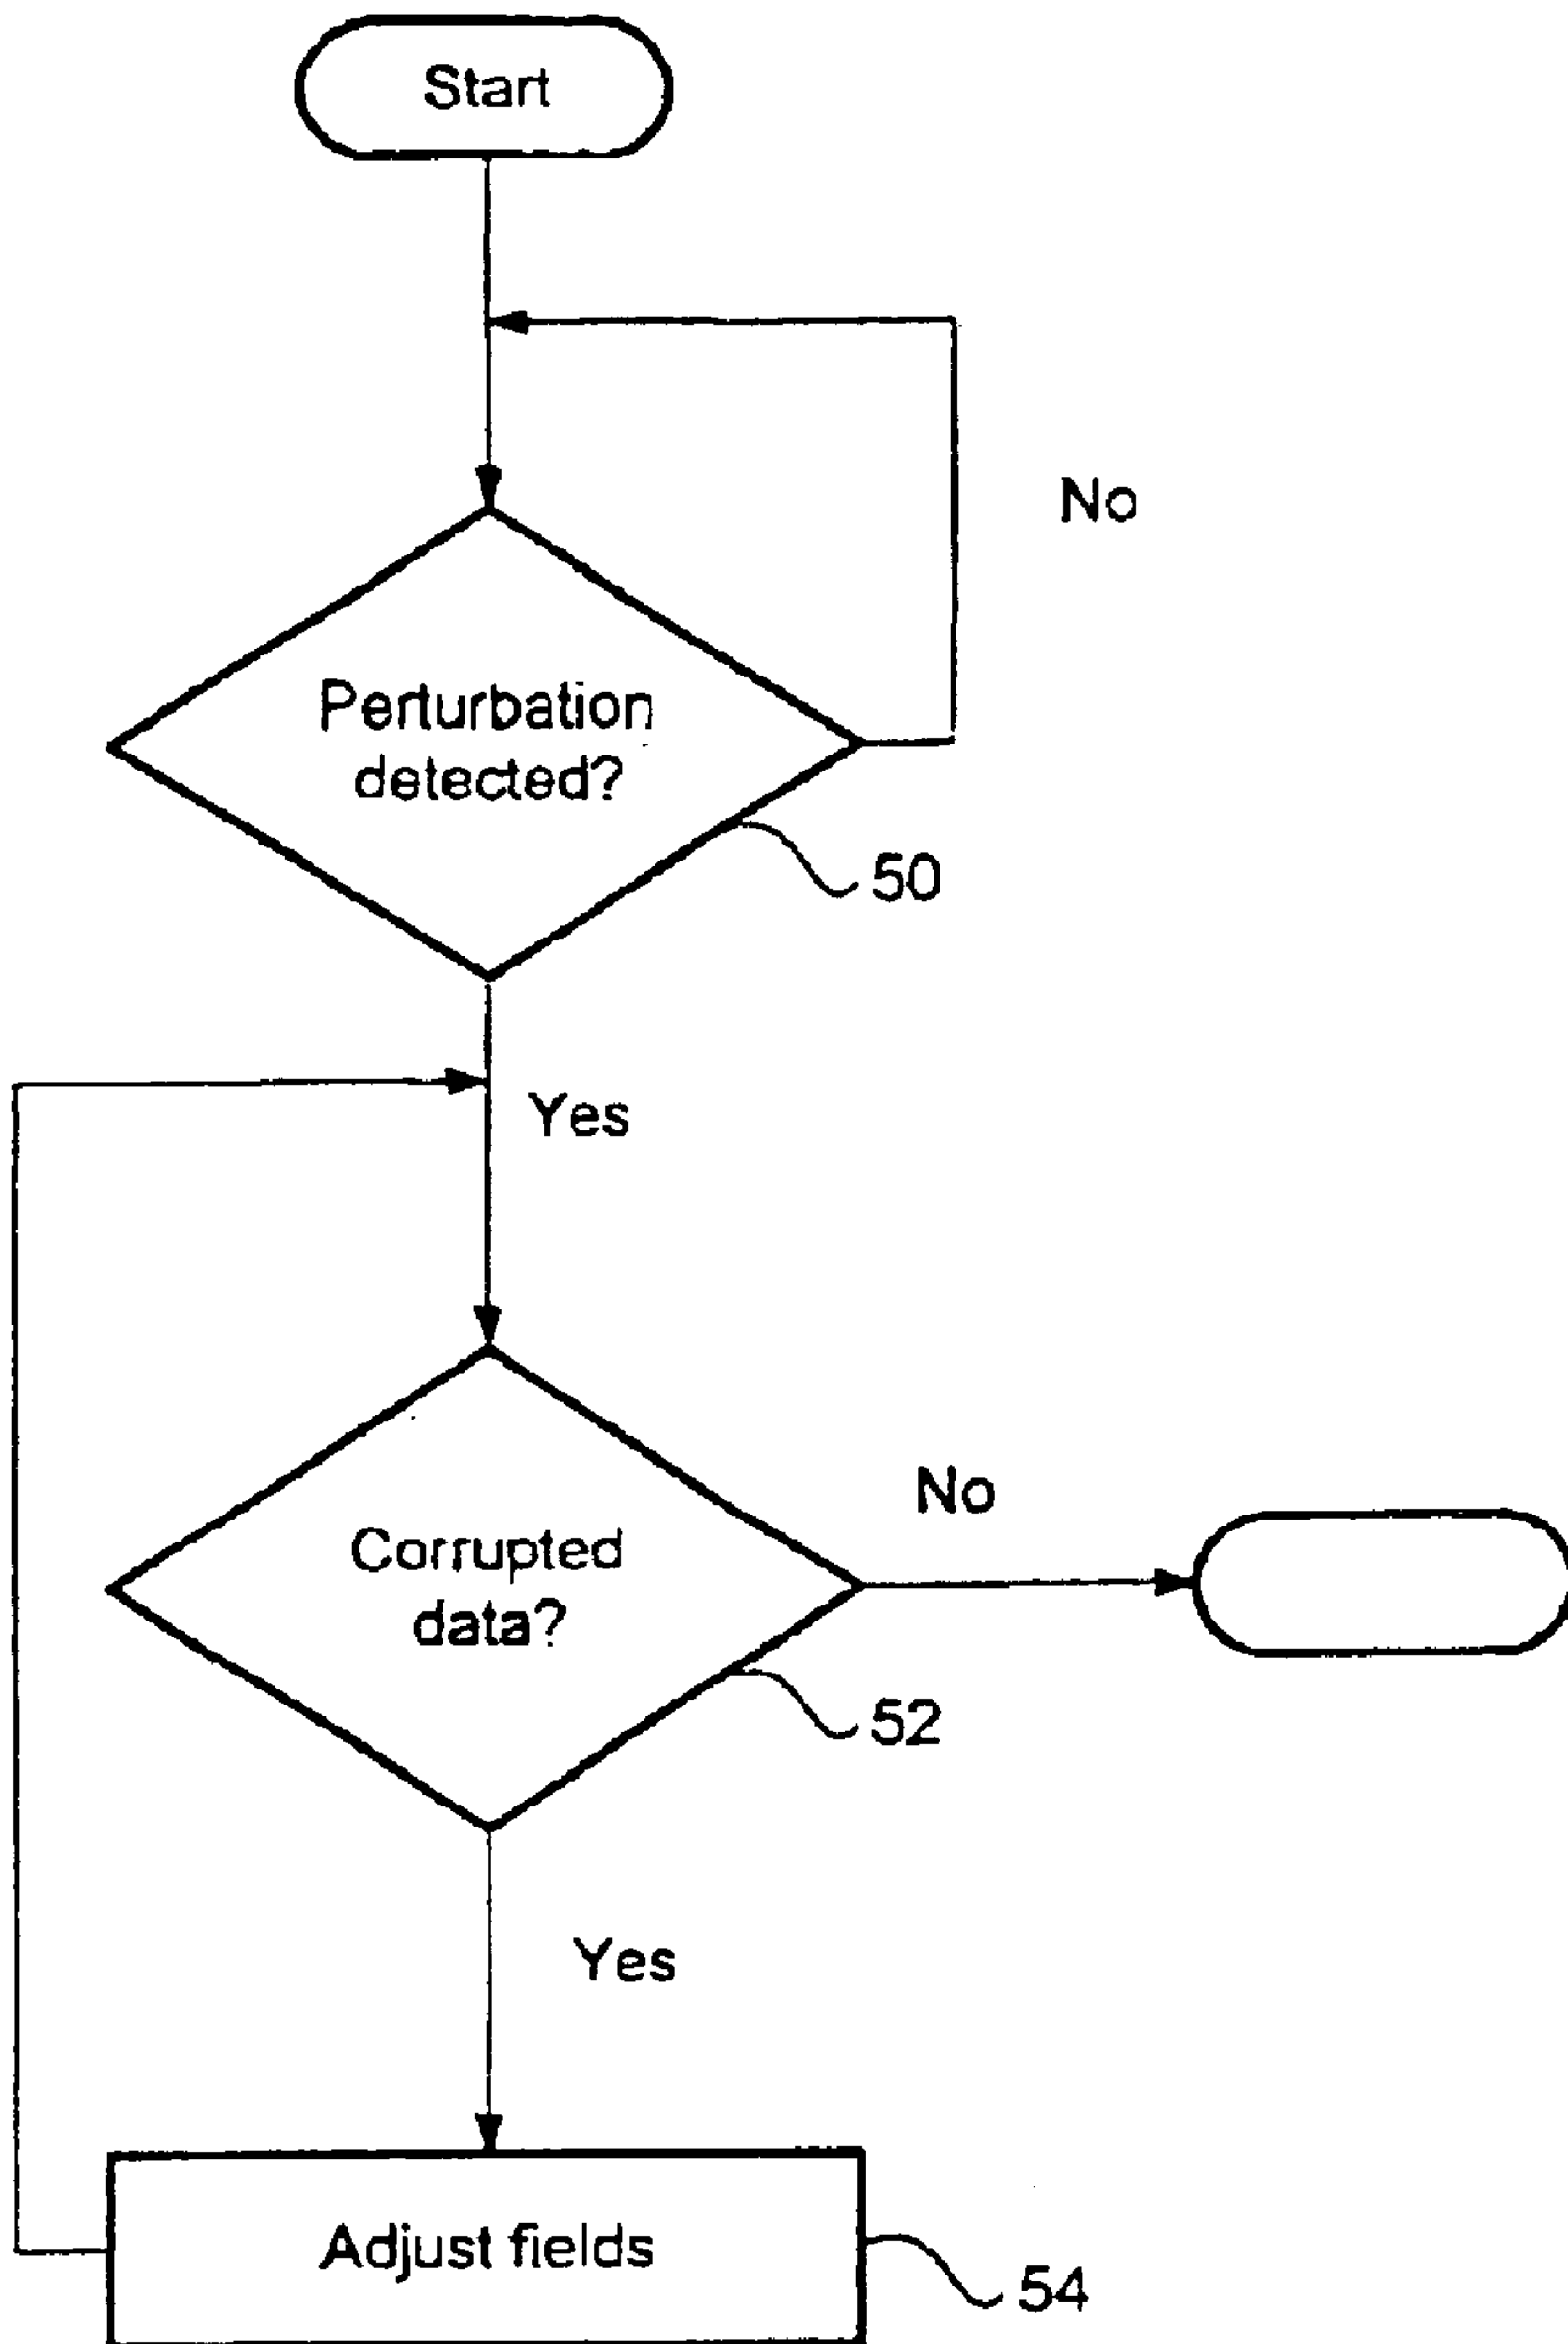 Start
No
Perturbation
detected?
50
Yes
No
Corrupted
data?
52
Yes
Adjust fields
54